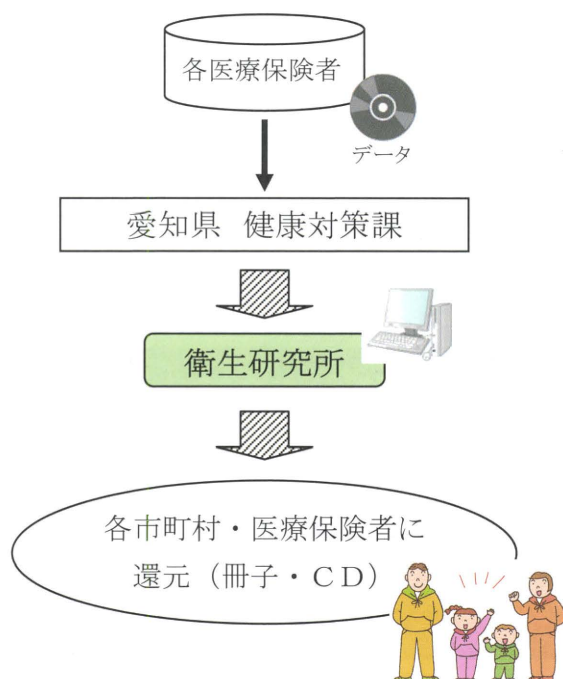 各医療保険者
データ
愛知県 健康対策課
衛生研究所
各市町村・医療保険者に
還元（冊子・ＣＤ）